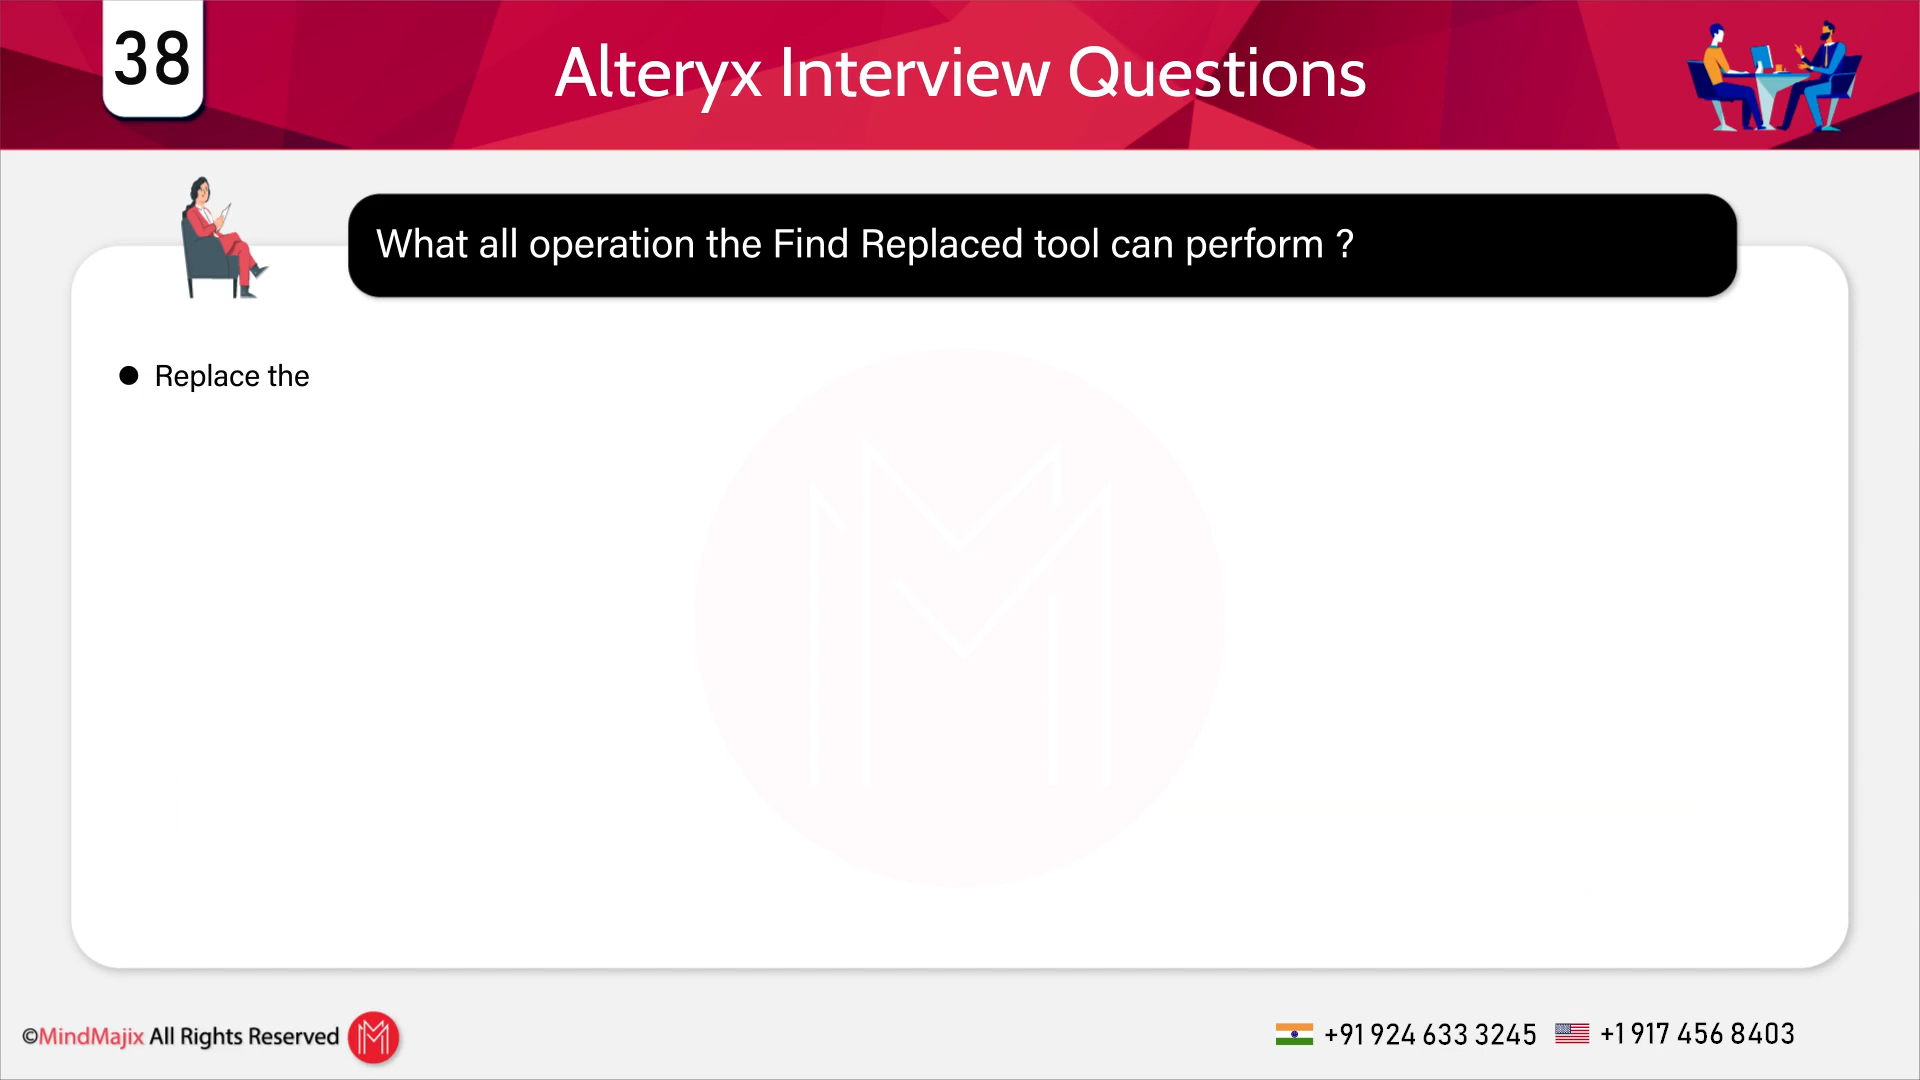 38
Alteryx Interview Questions
What all operation the Find Replaced tool can perform ?
● Replace the
©MindMajix All Rights Reserved
+91 924 633 3245
+1 917 456 8403